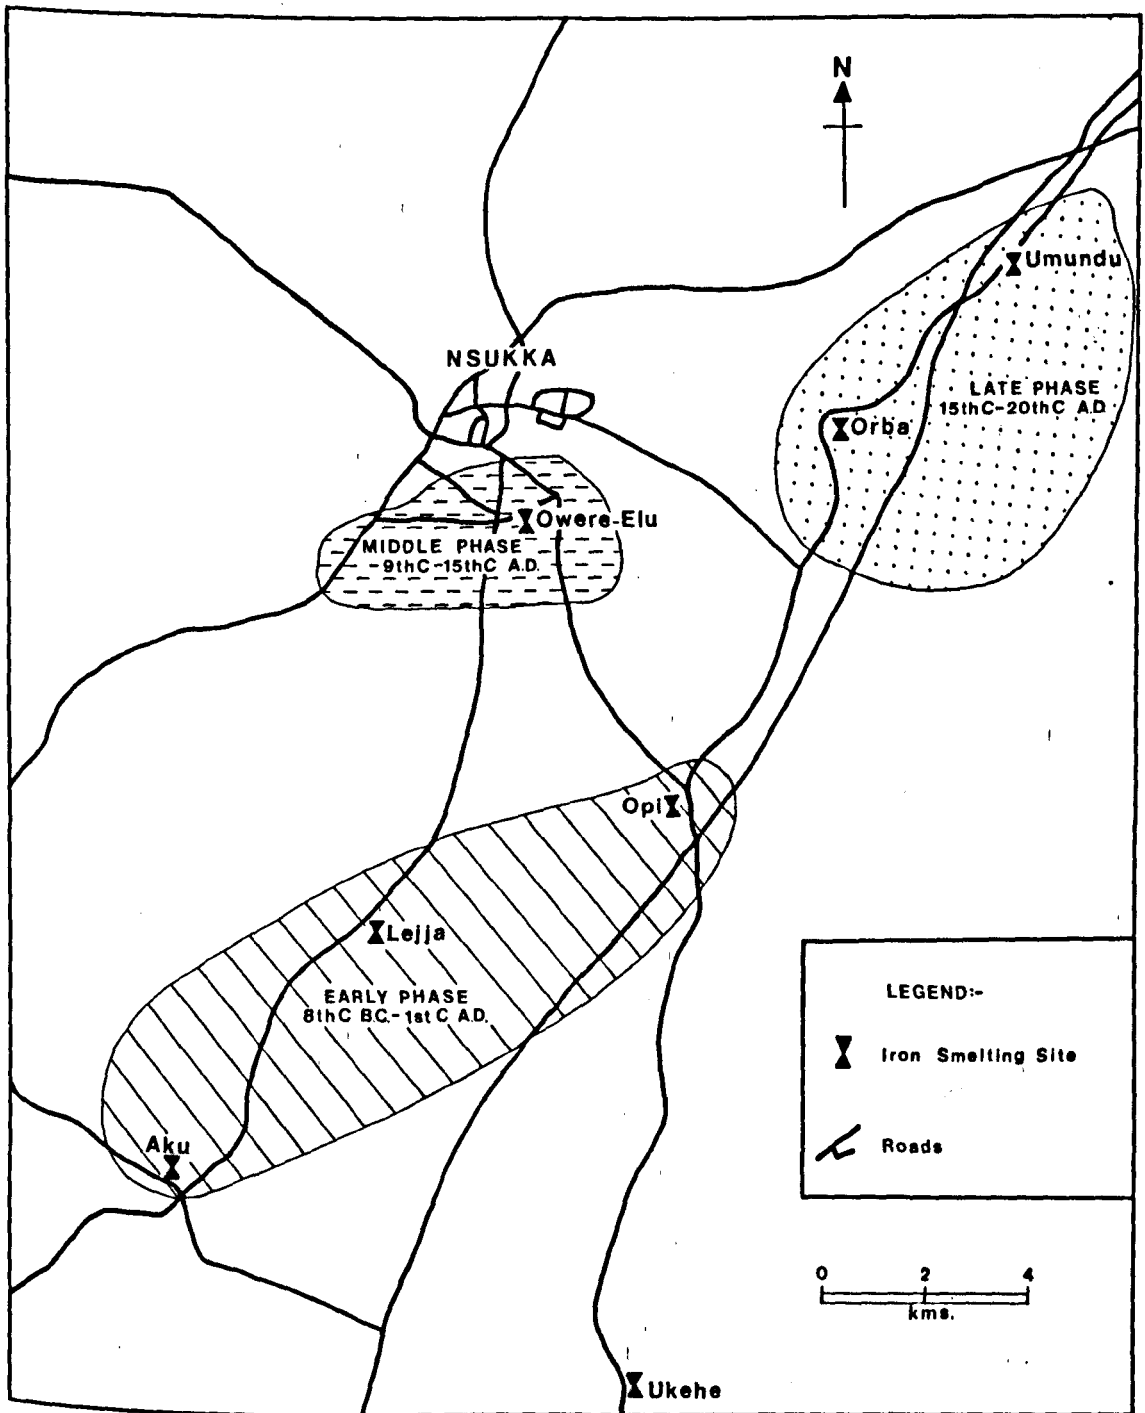 N
Umundu
NSUKKA
LATE PHASE
15thC-20thC A.D.
Orba
Owere-Elu
MIDDLE PHASE
9thC-15thC A.D.
Opi
Lejja
EARLY PHASE
8thC B.C.-1st C A.D.
Aku
LEGEND:-
Iron Smelting Site
Roads
0 2 4
kms.
Ukehe